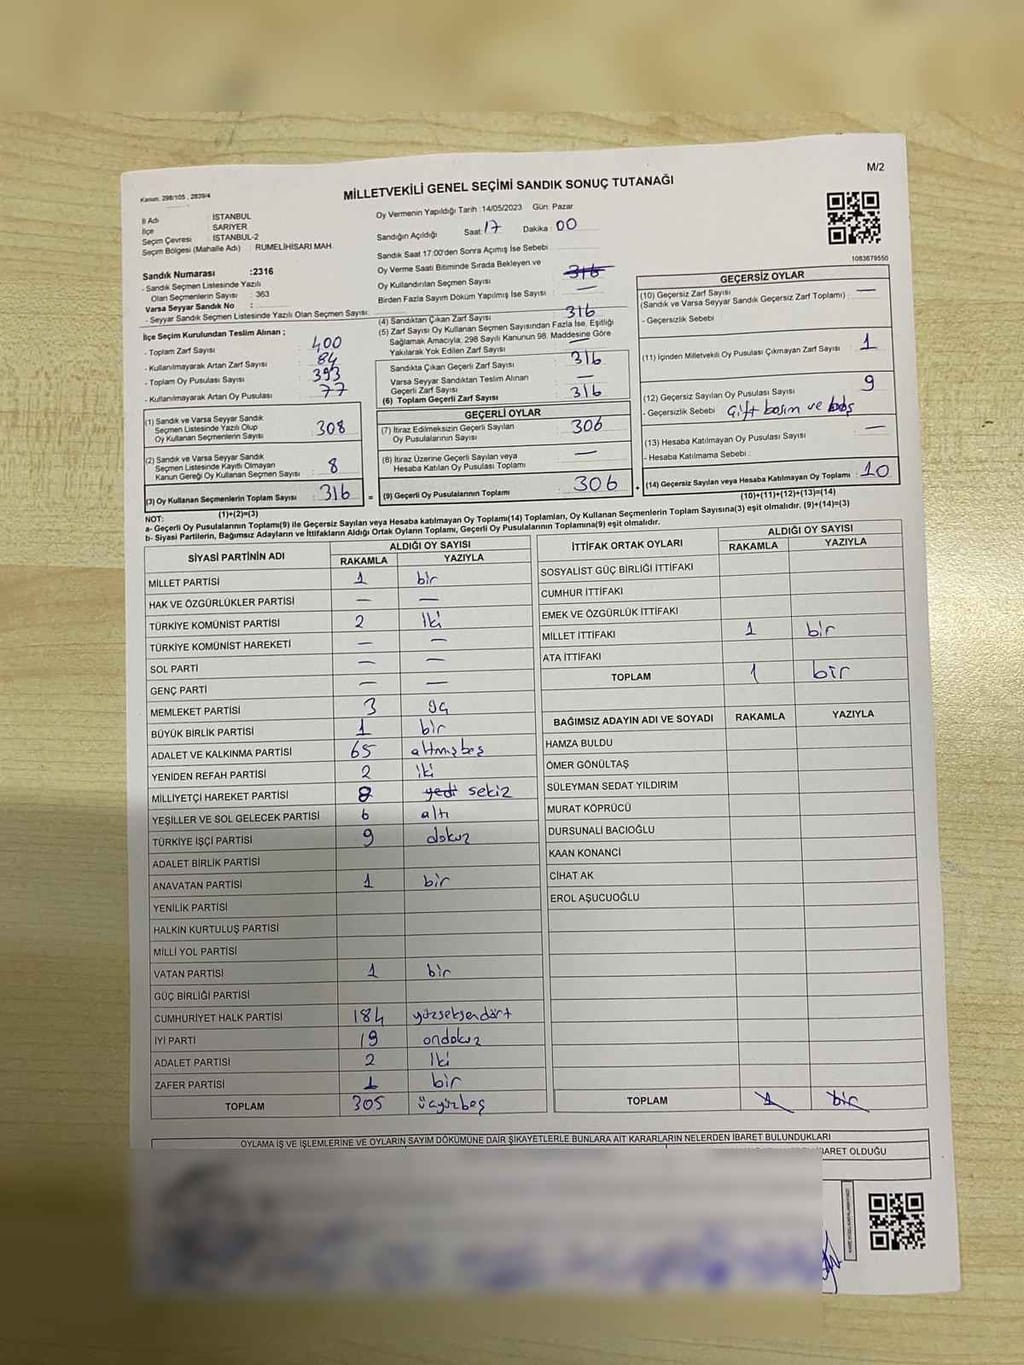 M/2
Kanun: 298/105 , 2839/4
MİLLETVEKİLİ GENEL SEÇİMİ SANDIK SONUÇ TUTANAĞI
İl Adı : İSTANBUL
İlçe : SARIYER
Seçim Çevresi : İSTANBUL-2
Seçim Bölgesi (Mahalle Adı) : RUMELİHİSARI MAH.
Oy Vermenin Yapıldığı Tarih :14/05/2023 Gün: Pazar
Sandığın Açıldığı Saat: 17 Dakika : 00
Sandık Saat 17:00'den Sonra Açımış İse Sebebi
Oy Verme Saati Bitiminde Sırada Bekleyen ve
Oy Kullandırılan Seçmen Sayısı : 316
Birden Fazla Sayım Döküm Yapılmış İse Sayısı : —
1083679550
Sandık Numarası :2316
- Sandık Seçmen Listesinde Yazılı
Olan Seçmenlerin Sayısı : 363
Varsa Seyyar Sandık No :
- Seyyar Sandık Seçmen Listesinde Yazılı Olan Seçmen Sayısı:
İlçe Seçim Kurulundan Teslim Alınan ;
- Toplam Zarf Sayısı : 400
- Kullanılmayarak Artan Zarf Sayısı : 84
- Toplam Oy Pusulası Sayısı : 393
- Kullanılmayarak Artan Oy Pusulası : 77
(1) Sandık ve Varsa Seyyar Sandık
Seçmen Listesinde Yazılı Olup
Oy Kullanan Seçmenlerin Sayısı 308
(2) Sandık ve Varsa Seyyar Sandık
Seçmen Listesinde Kayıtlı Olmayan
Kanun Gereği Oy Kullanan Seçmen Sayısı 8
(3) Oy Kullanan Seçmenlerin Toplam Sayısı 316
(1)+(2)=(3)
(4) Sandıktan Çıkan Zarf Sayısı : 316
(5) Zarf Sayısı Oy Kullanan Seçmen Sayısından Fazla İse, Eşitliği
Sağlamak Amacıyla; 298 Sayılı Kanunun 98. Maddesine Göre
Yakılarak Yok Edilen Zarf Sayısı : —
Sandıkta Çıkan Geçerli Zarf Sayısı 316
Varsa Seyyar Sandıktan Teslim Alınan
Geçerli Zarf Sayısı —
(6) Toplam Geçerli Zarf Sayısı 316
GEÇERLİ OYLAR
(7) İtiraz Edilmeksizin Geçerli Sayılan
Oy Pusulalarının Sayısı 306
(8) İtiraz Üzerine Geçerli Sayılan veya
Hesaba Katılan Oy Pusulası Toplamı —
= (9) Geçerli Oy Pusulalarının Toplamı 306
GEÇERSİZ OYLAR
(10) Geçersiz Zarf Sayısı
(Sandık ve Varsa Seyyar Sandık Geçersiz Zarf Toplamı) —
- Geçersizlik Sebebi :
(11) İçinden Milletvekili Oy Pusulası Çıkmayan Zarf Sayısı : 1
(12) Geçersiz Sayılan Oy Pusulası Sayısı : 9
- Geçersizlik Sebebi : Çift basım ve boş
(13) Hesaba Katılmayan Oy Pusulası Sayısı : —
- Hesaba Katılmama Sebebi :
(14) Geçersiz Sayılan veya Hesaba Katılmayan Oy Toplamı : 10
(10)+(11)+(12)+(13)=(14)
NOT:
a- Geçerli Oy Pusulalarının Toplamı(9) ile Geçersiz Sayılan veya Hesaba katılmayan Oy Toplamı(14) Toplamları, Oy Kullanan Seçmenlerin Toplam Sayısına(3) eşit olmalıdır. (9)+(14)=(3)
b- Siyasi Partilerin, Bağımsız Adayların ve İttifakların Aldığı Ortak Oyların Toplamı, Geçerli Oy Pusulalarının Toplamına(9) eşit olmalıdır.
SİYASİ PARTİNİN ADI ALDIĞI OY SAYISI
RAKAMLA YAZIYLA
MİLLET PARTİSİ 1 bir
HAK VE ÖZGÜRLÜKLER PARTİSİ — —
TÜRKİYE KOMÜNİST PARTİSİ 2 iki
TÜRKİYE KOMÜNİST HAREKETİ — —
SOL PARTİ — —
GENÇ PARTİ — —
MEMLEKET PARTİSİ 3 üç
BÜYÜK BİRLİK PARTİSİ 1 bir
ADALET VE KALKINMA PARTİSİ 65 altmışbeş
YENİDEN REFAH PARTİSİ 2 iki
MİLLİYETÇİ HAREKET PARTİSİ 8 yedi sekiz
YEŞİLLER VE SOL GELECEK PARTİSİ 6 altı
TÜRKİYE İŞÇİ PARTİSİ 9 dokuz
ADALET BİRLİK PARTİSİ
ANAVATAN PARTİSİ 1 bir
YENİLİK PARTİSİ
HALKIN KURTULUŞ PARTİSİ
MİLLİ YOL PARTİSİ
VATAN PARTİSİ 1 bir
GÜÇ BİRLİĞİ PARTİSİ
CUMHURİYET HALK PARTİSİ 184 yüzseksendört
İYİ PARTİ 19 ondokuz
ADALET PARTİSİ 2 iki
ZAFER PARTİSİ 1 bir
TOPLAM 305 üçyüzbeş
İTTİFAK ORTAK OYLARI ALDIĞI OY SAYISI
RAKAMLA YAZIYLA
SOSYALİST GÜÇ BİRLİĞİ İTTİFAKI
CUMHUR İTTİFAKI
EMEK VE ÖZGÜRLÜK İTTİFAKI
MİLLET İTTİFAKI 1 bir
ATA İTTİFAKI
TOPLAM 1 bir
BAĞIMSIZ ADAYIN ADI VE SOYADI RAKAMLA YAZIYLA
HAMZA BULDU
ÖMER GÖNÜLTAŞ
SÜLEYMAN SEDAT YILDIRIM
MURAT KÖPRÜCÜ
DURSUNALİ BACIOĞLU
KAAN KONANCİ
CİHAT AK
EROL AŞUCUOĞLU
TOPLAM 1 bir
OYLAMA İŞ VE İŞLEMLERİNE VE OYLARIN SAYIM DÖKÜMÜNE DAİR ŞİKAYETLERLE BUNLARA AİT KARARLARIN NELERDEN İBARET BULUNDUKLARI
İBARET OLDUĞU